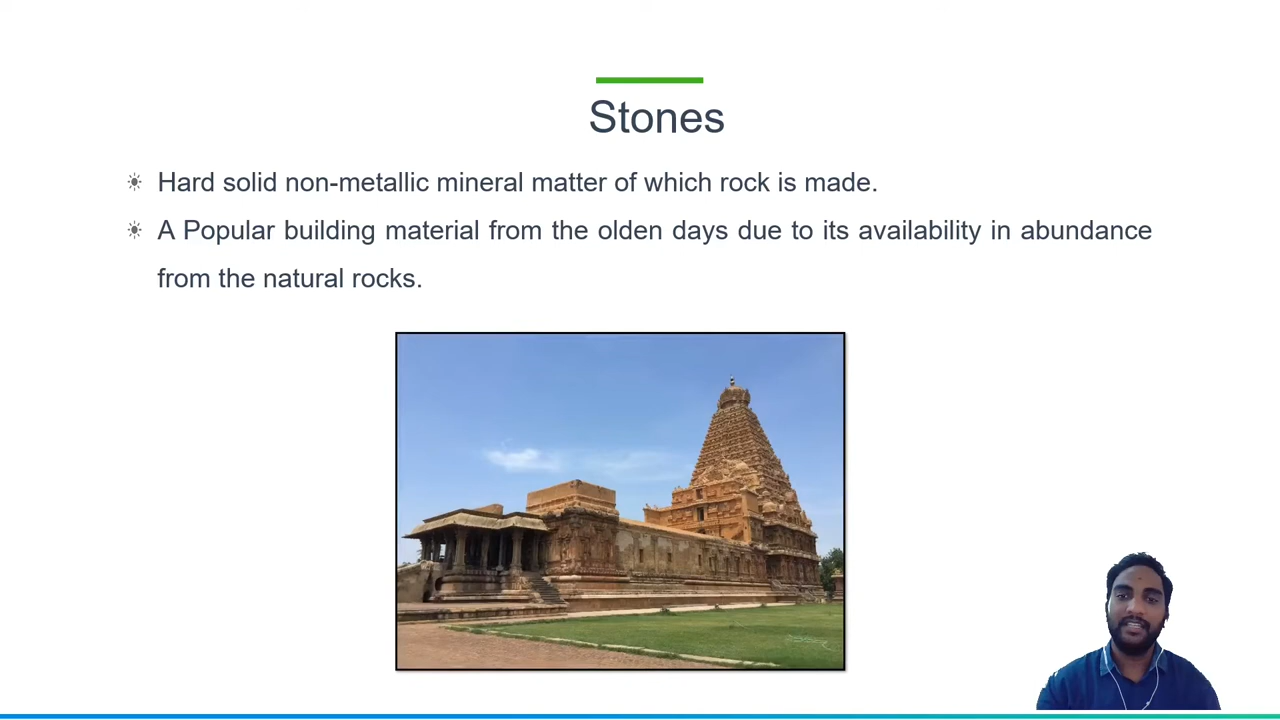 Stones
Hard solid non-metallic mineral matter of which rock is made.
A Popular building material from the olden days due to its availability in abundance
from the natural rocks.